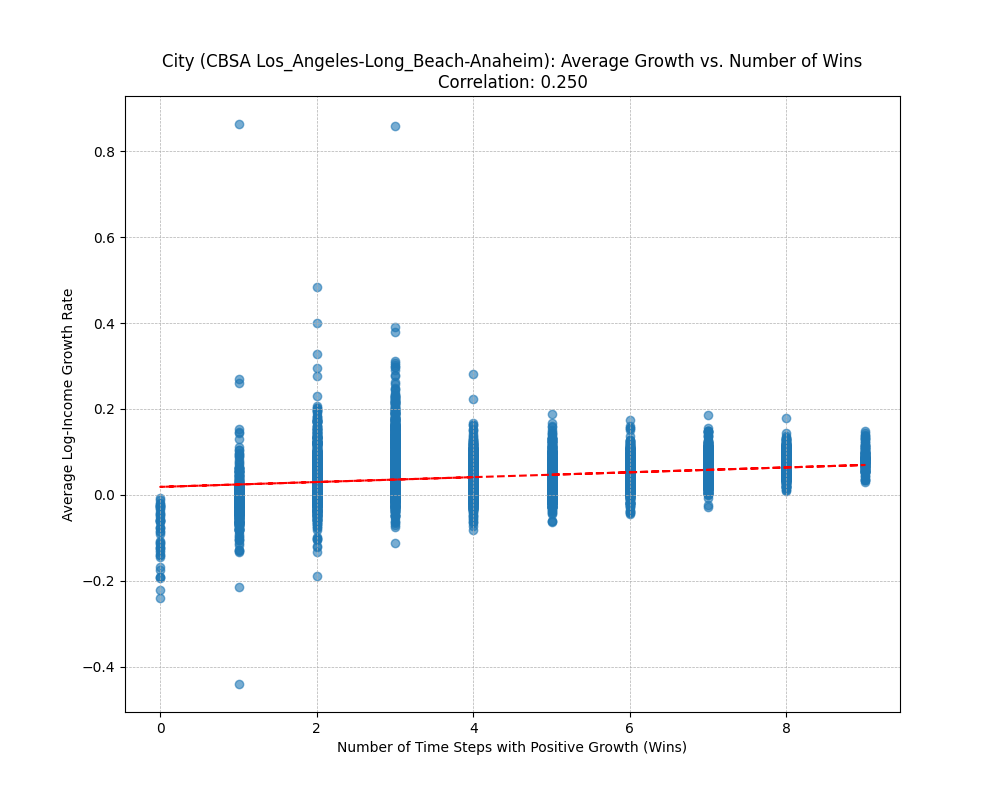 City (CBSA Los_Angeles-Long_Beach-Anaheim): Average Growth vs. Number of Wins
Correlation: 0.250
Average Log-Income Growth Rate
0.8
0.6
0.4
0.2
0.0
−0.2
−0.4
0 2 4 6 8
Number of Time Steps with Positive Growth (Wins)